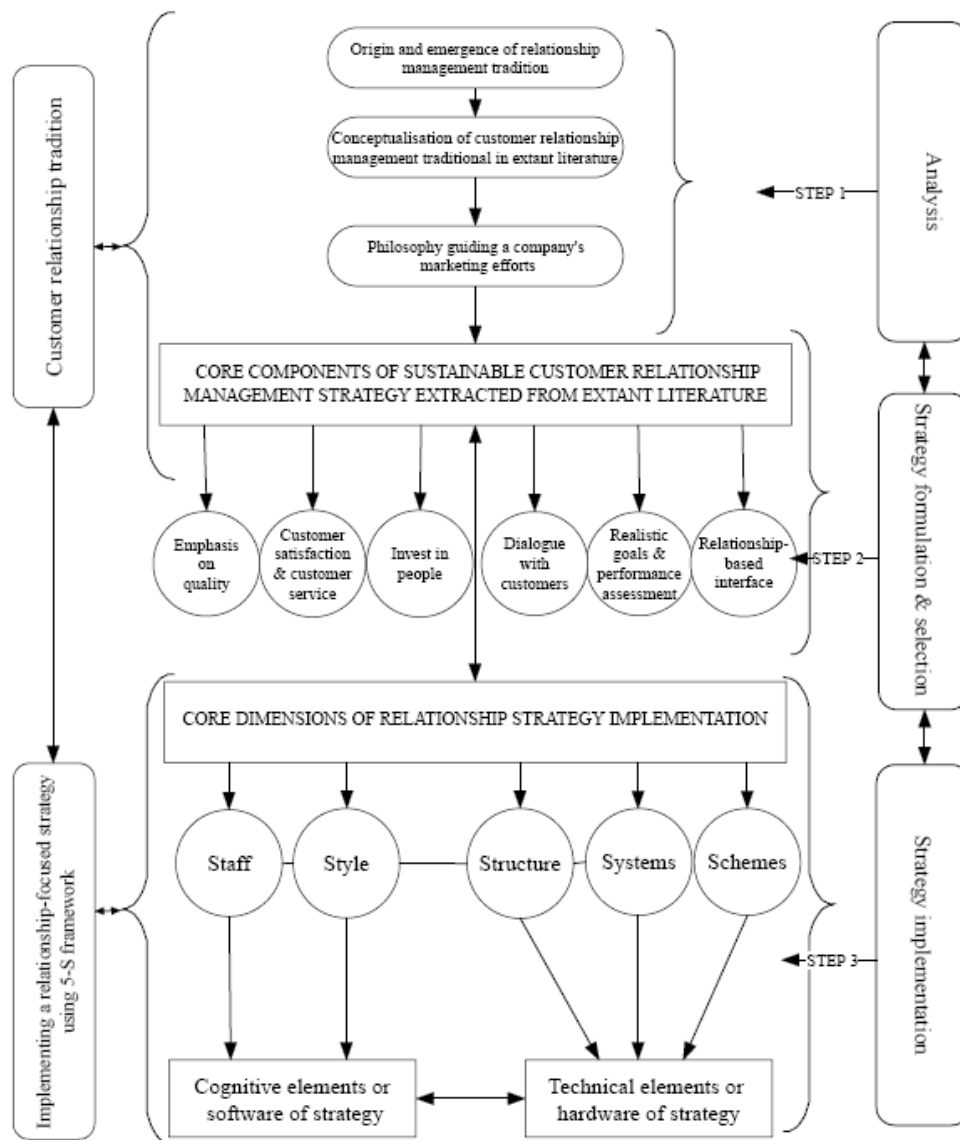 Origin and emergence of relationship
management tradition
Conceptualisation of customer relationship
management traditional in extant literature
Philosophy guiding a company's
marketing efforts
Customer relationship tradition
STEP 1
Analysis
CORE COMPONENTS OF SUSTAINABLE CUSTOMER RELATIONSHIP
MANAGEMENT STRATEGY EXTRACTED FROM EXTANT LITERATURE
Emphasis
on
quality
Customer
satisfaction
& customer
service
Invest in
people
Dialogue
with
customers
Realistic
goals &
performance
assessment
Relationship-
based
interface
STEP 2
Strategy formulation & selection
CORE DIMENSIONS OF RELATIONSHIP STRATEGY IMPLEMENTATION
Staff
Style
Structure
Systems
Schemes
Implementing a relationship-focused strategy
using 5-S framework
STEP 3
Strategy implementation
Cognitive elements or
software of strategy
Technical elements or
hardware of strategy